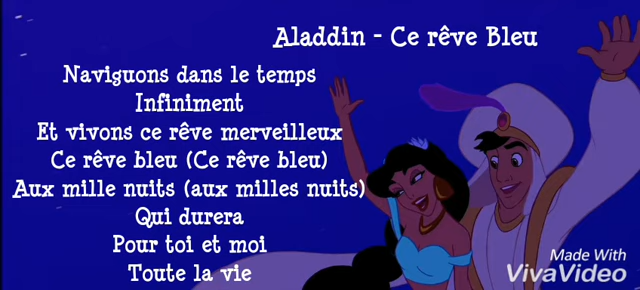 Aladdin - Ce rêve Bleu
Naviguons dans le temps
Infiniment
Et vivons ce rêve merveilleux
Ce rêve bleu (Ce rêve bleu)
Aux mille nuits (aux milles nuits)
Qui durera
Pour toi et moi
Toute la vie
Made With
VivaVideo